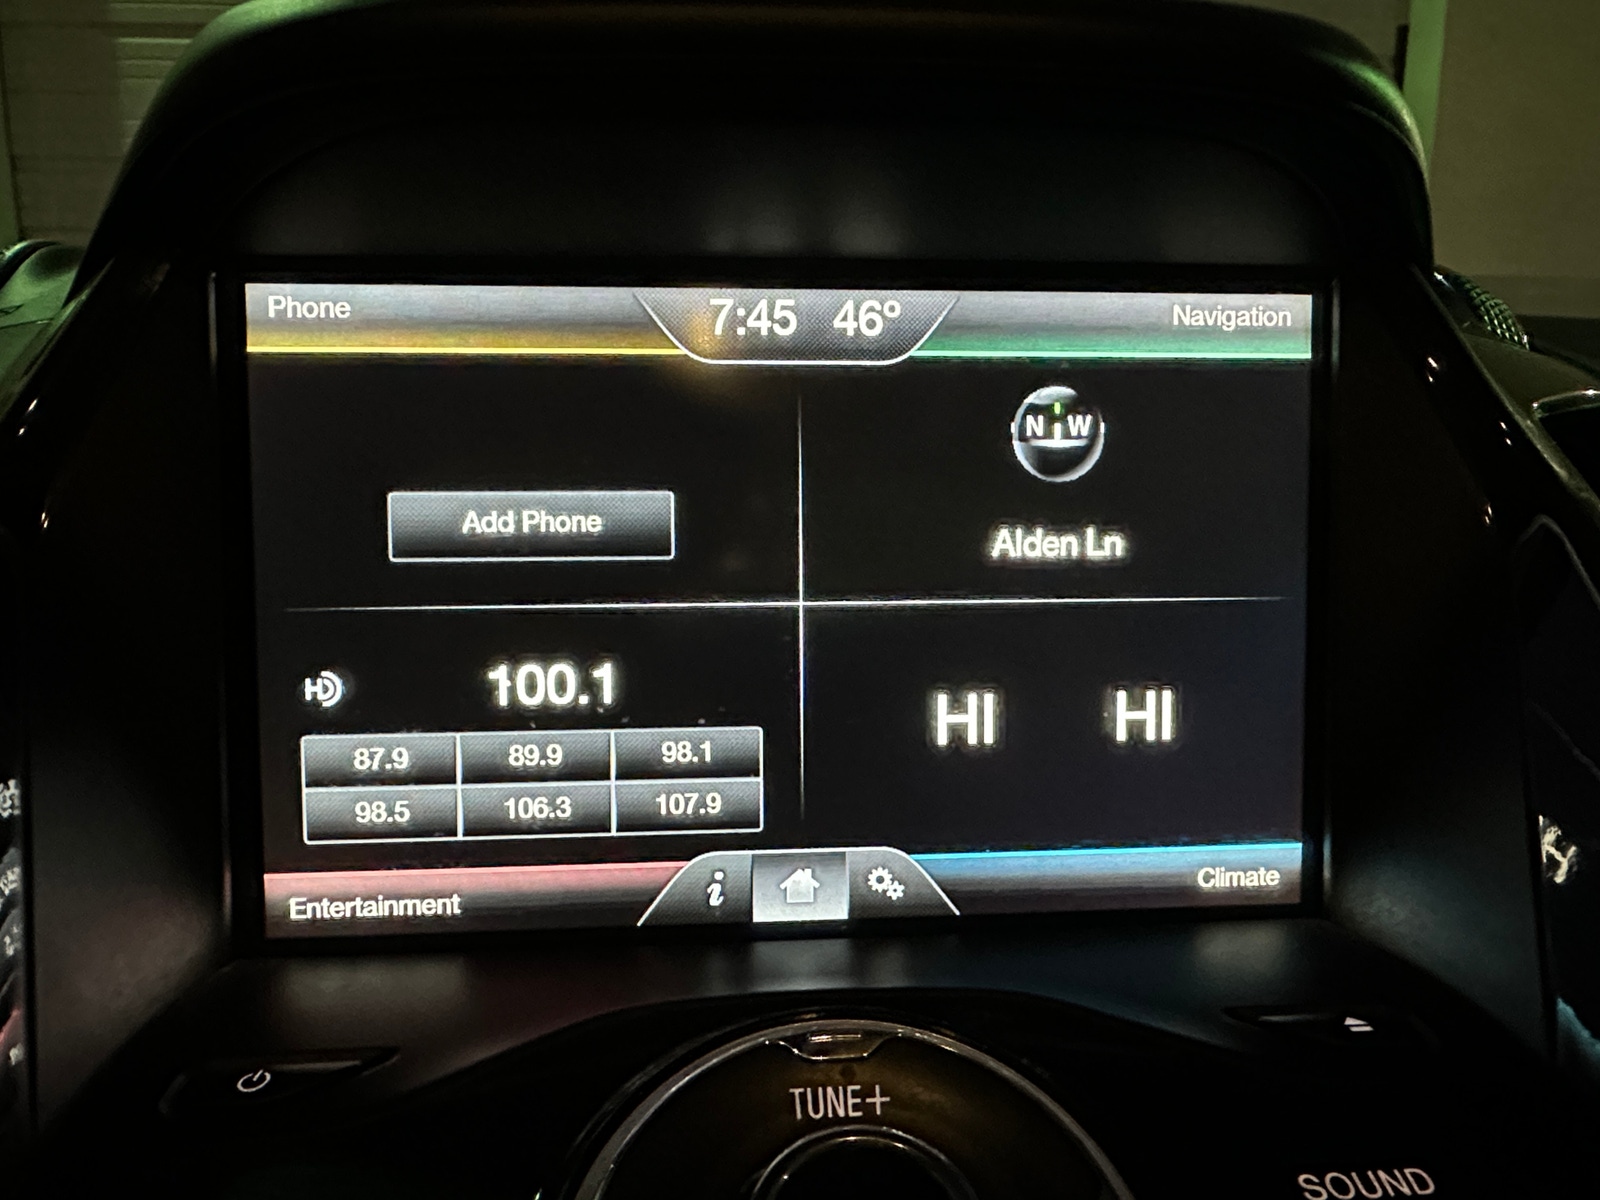 Phone
7:45 46°
Navigation
N W
Add Phone
Alden Ln
HD
100.1
HI HI
87.9 89.9 98.1
98.5 106.3 107.9
Entertainment
i
Climate
TUNE+
SOUND